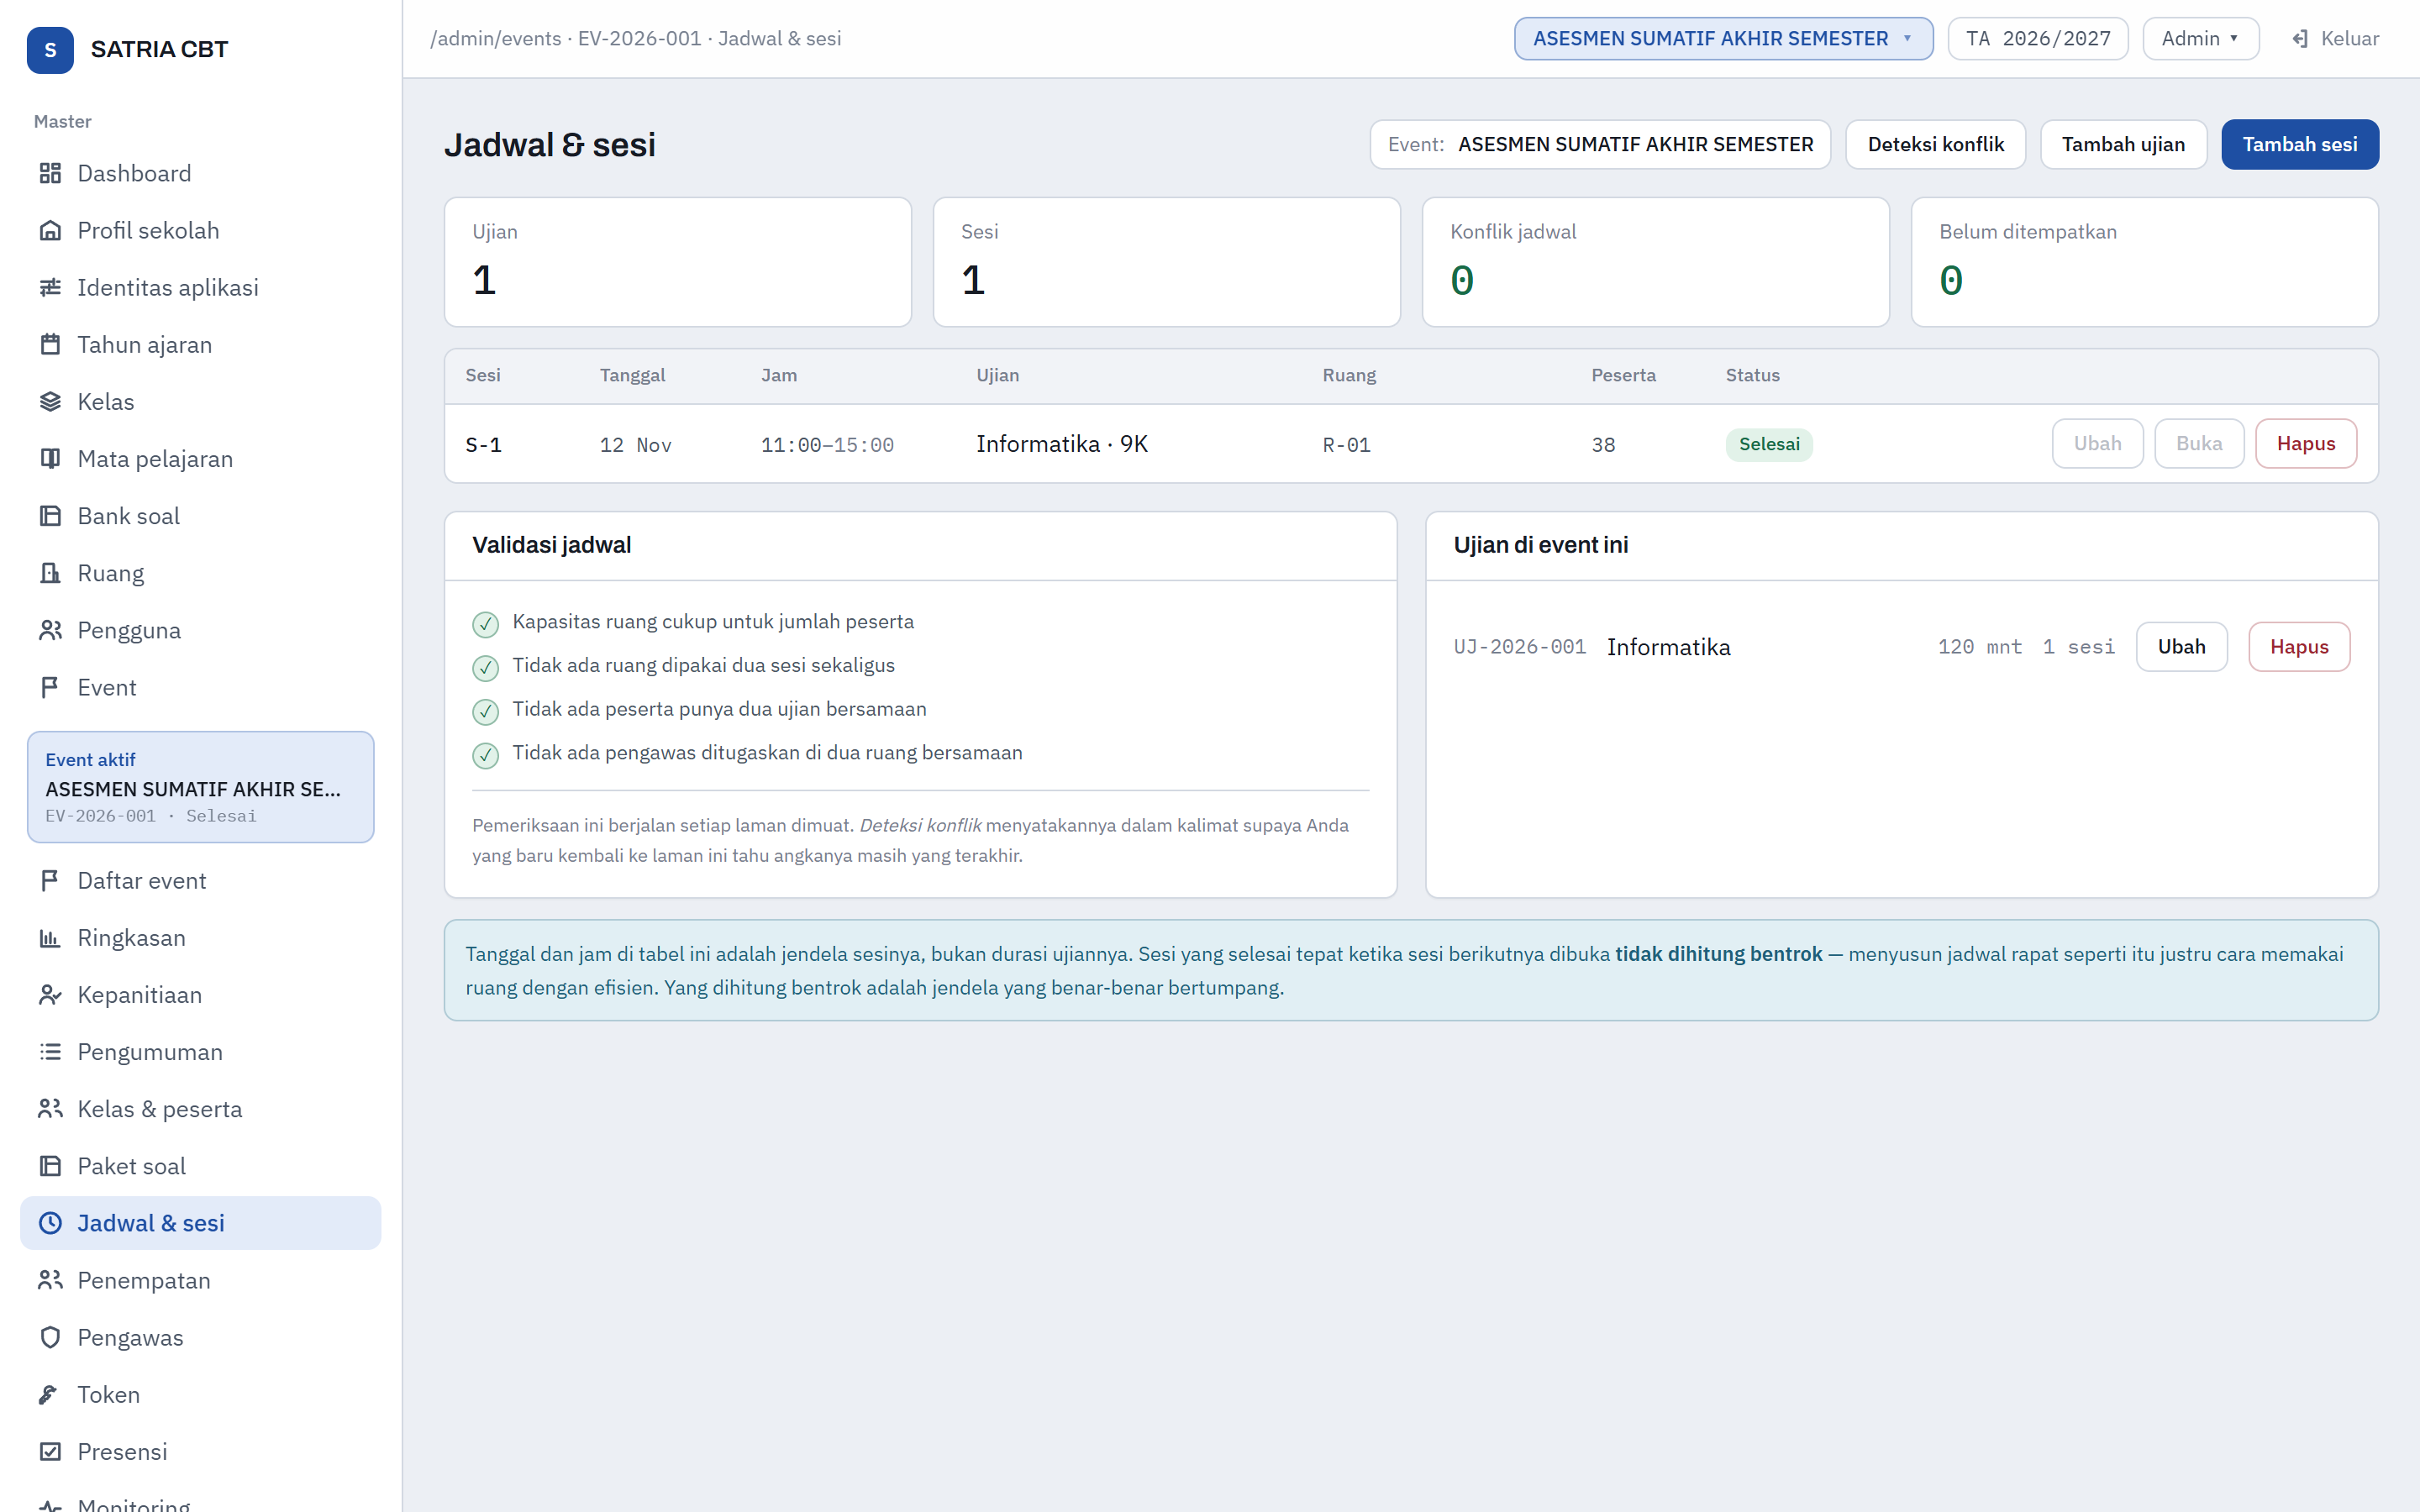 S SATRIA CBT
/admin/events · EV-2026-001 · Jadwal & sesi
ASESMEN SUMATIF AKHIR SEMESTER ▾
TA 2026/2027
Admin ▾
Keluar
Master
Dashboard
Profil sekolah
Identitas aplikasi
Tahun ajaran
Kelas
Mata pelajaran
Bank soal
Ruang
Pengguna
Event
Event aktif
ASESMEN SUMATIF AKHIR SE...
EV-2026-001 · Selesai
Daftar event
Ringkasan
Kepanitiaan
Pengumuman
Kelas & peserta
Paket soal
Jadwal & sesi
Penempatan
Pengawas
Token
Presensi
Monitoring
Jadwal & sesi
Event: ASESMEN SUMATIF AKHIR SEMESTER
Deteksi konflik
Tambah ujian
Tambah sesi
Ujian
1
Sesi
1
Konflik jadwal
0
Belum ditempatkan
0
Sesi Tanggal Jam Ujian Ruang Peserta Status
S-1 12 Nov 11:00–15:00 Informatika · 9K R-01 38 Selesai Ubah Buka Hapus
Validasi jadwal
✓ Kapasitas ruang cukup untuk jumlah peserta
✓ Tidak ada ruang dipakai dua sesi sekaligus
✓ Tidak ada peserta punya dua ujian bersamaan
✓ Tidak ada pengawas ditugaskan di dua ruang bersamaan
Pemeriksaan ini berjalan setiap laman dimuat. Deteksi konflik menyatakannya dalam kalimat supaya Anda
yang baru kembali ke laman ini tahu angkanya masih yang terakhir.
Ujian di event ini
UJ-2026-001 Informatika 120 mnt 1 sesi Ubah Hapus
Tanggal dan jam di tabel ini adalah jendela sesinya, bukan durasi ujiannya. Sesi yang selesai tepat ketika sesi berikutnya dibuka tidak dihitung bentrok — menyusun jadwal rapat seperti itu justru cara memakai
ruang dengan efisien. Yang dihitung bentrok adalah jendela yang benar-benar bertumpang.